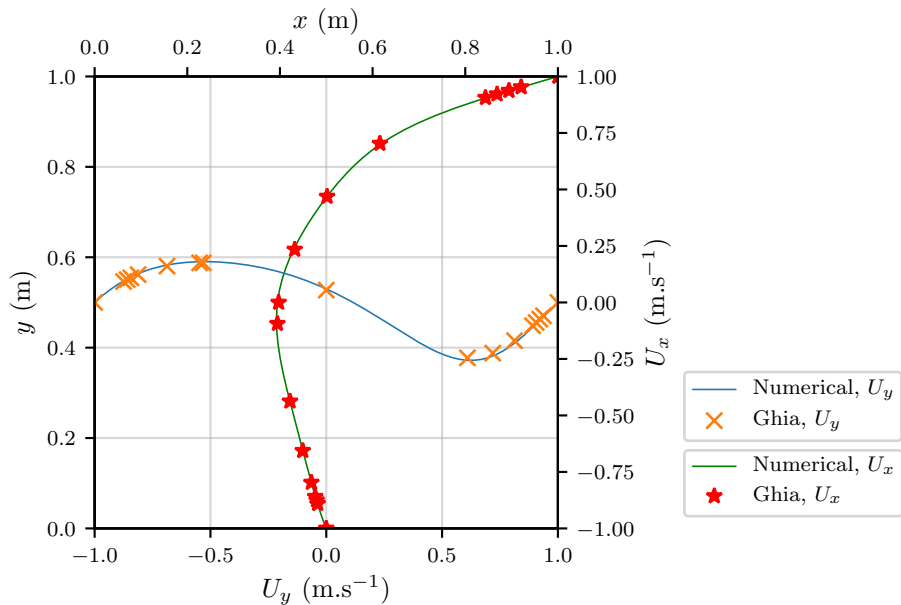 x (m)
0.0 0.2 0.4 0.6 0.8 1.0
1.0
0.8
0.6
0.4
0.2
0.0
y (m)
1.00
0.75
0.50
0.25
0.00
−0.25
−0.50
−0.75
−1.00
U_x (m.s^{−1})
−1.0 −0.5 0.0 0.5 1.0
U_y (m.s^{−1})
Numerical, U_y
Ghia, U_y
Numerical, U_x
Ghia, U_x